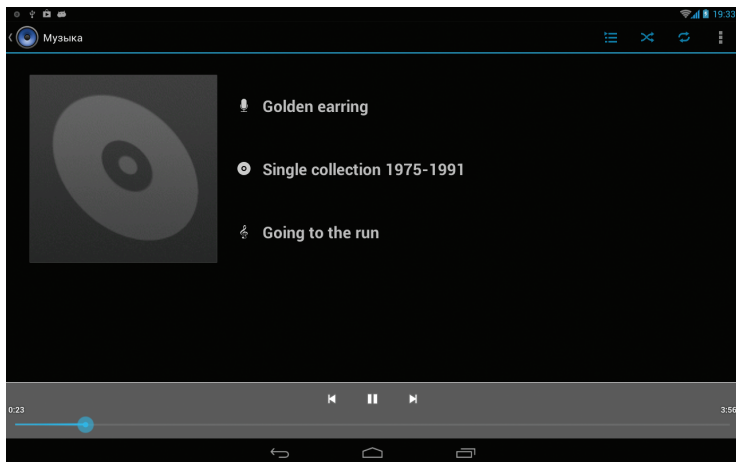 19:33
Музыка
Golden earring
Single collection 1975-1991
Going to the run
0:23
3:56